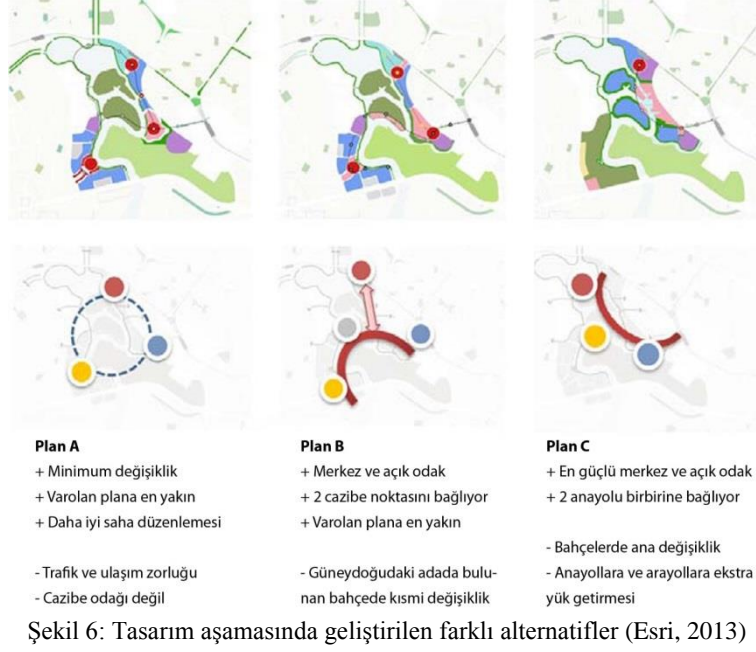 Plan A
+ Minimum değişiklik
+ Varolan plana en yakın
+ Daha iyi saha düzenlemesi
- Trafik ve ulaşım zorluğu
- Cazibe odağı değil
Plan B
+ Merkez ve açık odak
+ 2 cazibe noktasını bağlıyor
+ Varolan plana en yakın
- Güneydoğudaki adada bulu-
nan bahçede kısmi değişiklik
Plan C
+ En güçlü merkez ve açık odak
+ 2 anayolu birbirine bağlıyor
- Bahçelerde ana değişiklik
- Anayollara ve arayollara ekstra
yük getirmesi
Şekil 6: Tasarım aşamasında geliştirilen farklı alternatifler (Esri, 2013)